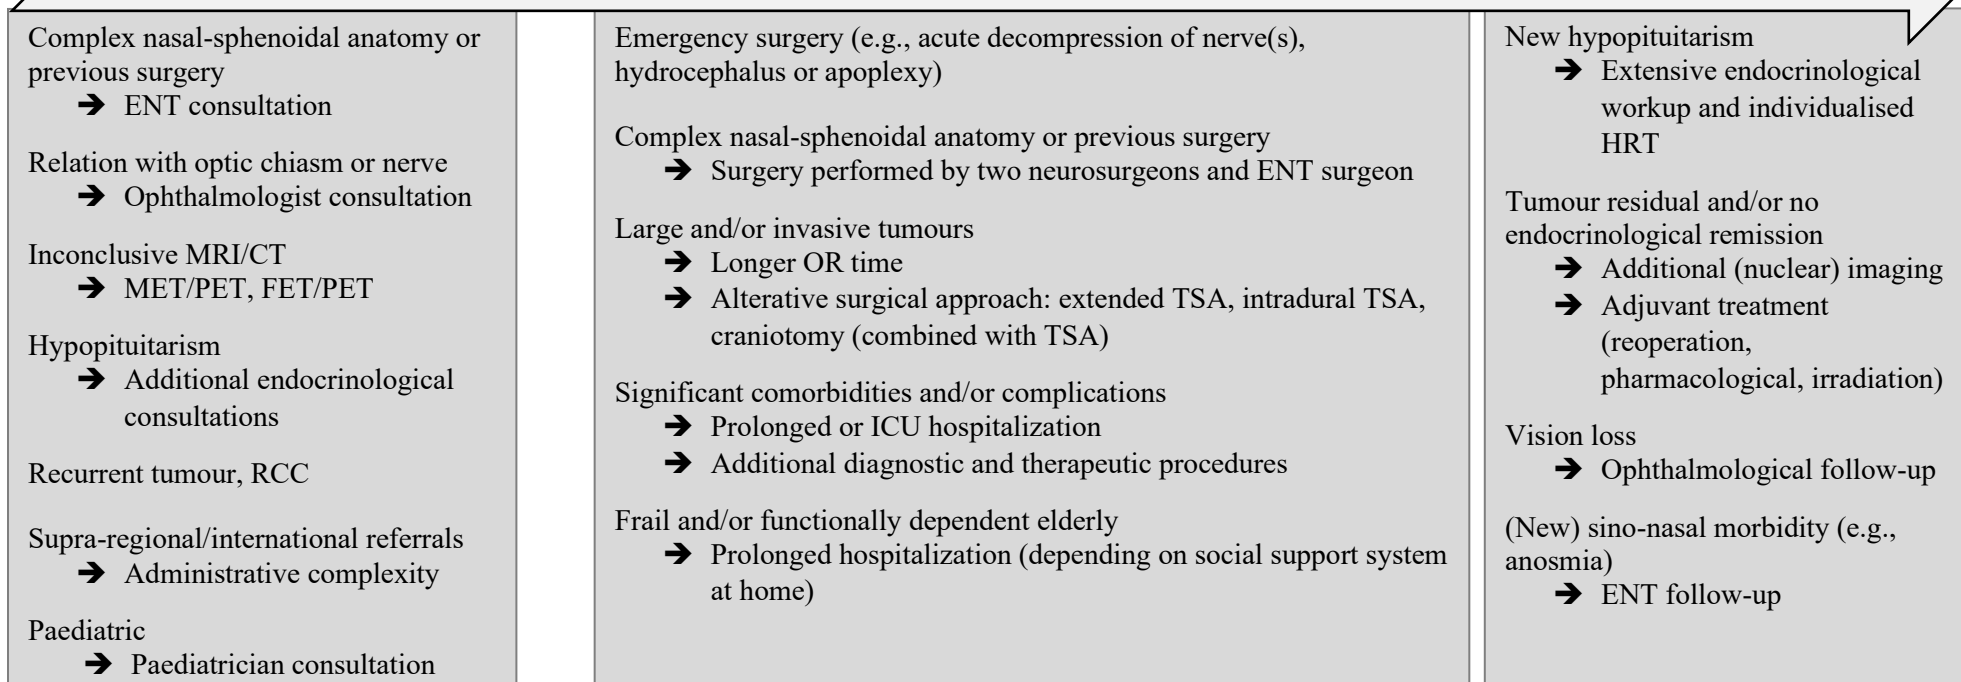 Complex nasal-sphenoidal anatomy or
previous surgery
➔ ENT consultation
Relation with optic chiasm or nerve
➔ Ophthalmologist consultation
Inconclusive MRI/CT
➔ MET/PET, FET/PET
Hypopituitarism
➔ Additional endocrinological
consultations
Recurrent tumour, RCC
Supra-regional/international referrals
➔ Administrative complexity
Paediatric
➔ Paediatrician consultation
Emergency surgery (e.g., acute decompression of nerve(s),
hydrocephalus or apoplexy)
Complex nasal-sphenoidal anatomy or previous surgery
➔ Surgery performed by two neurosurgeons and ENT surgeon
Large and/or invasive tumours
➔ Longer OR time
➔ Alterative surgical approach: extended TSA, intradural TSA,
craniotomy (combined with TSA)
Significant comorbidities and/or complications
➔ Prolonged or ICU hospitalization
➔ Additional diagnostic and therapeutic procedures
Frail and/or functionally dependent elderly
➔ Prolonged hospitalization (depending on social support system
at home)
New hypopituitarism
➔ Extensive endocrinological
workup and individualised
HRT
Tumour residual and/or no
endocrinological remission
➔ Additional (nuclear) imaging
➔ Adjuvant treatment
(reoperation,
pharmacological, irradiation)
Vision loss
➔ Ophthalmological follow-up
(New) sino-nasal morbidity (e.g.,
anosmia)
➔ ENT follow-up